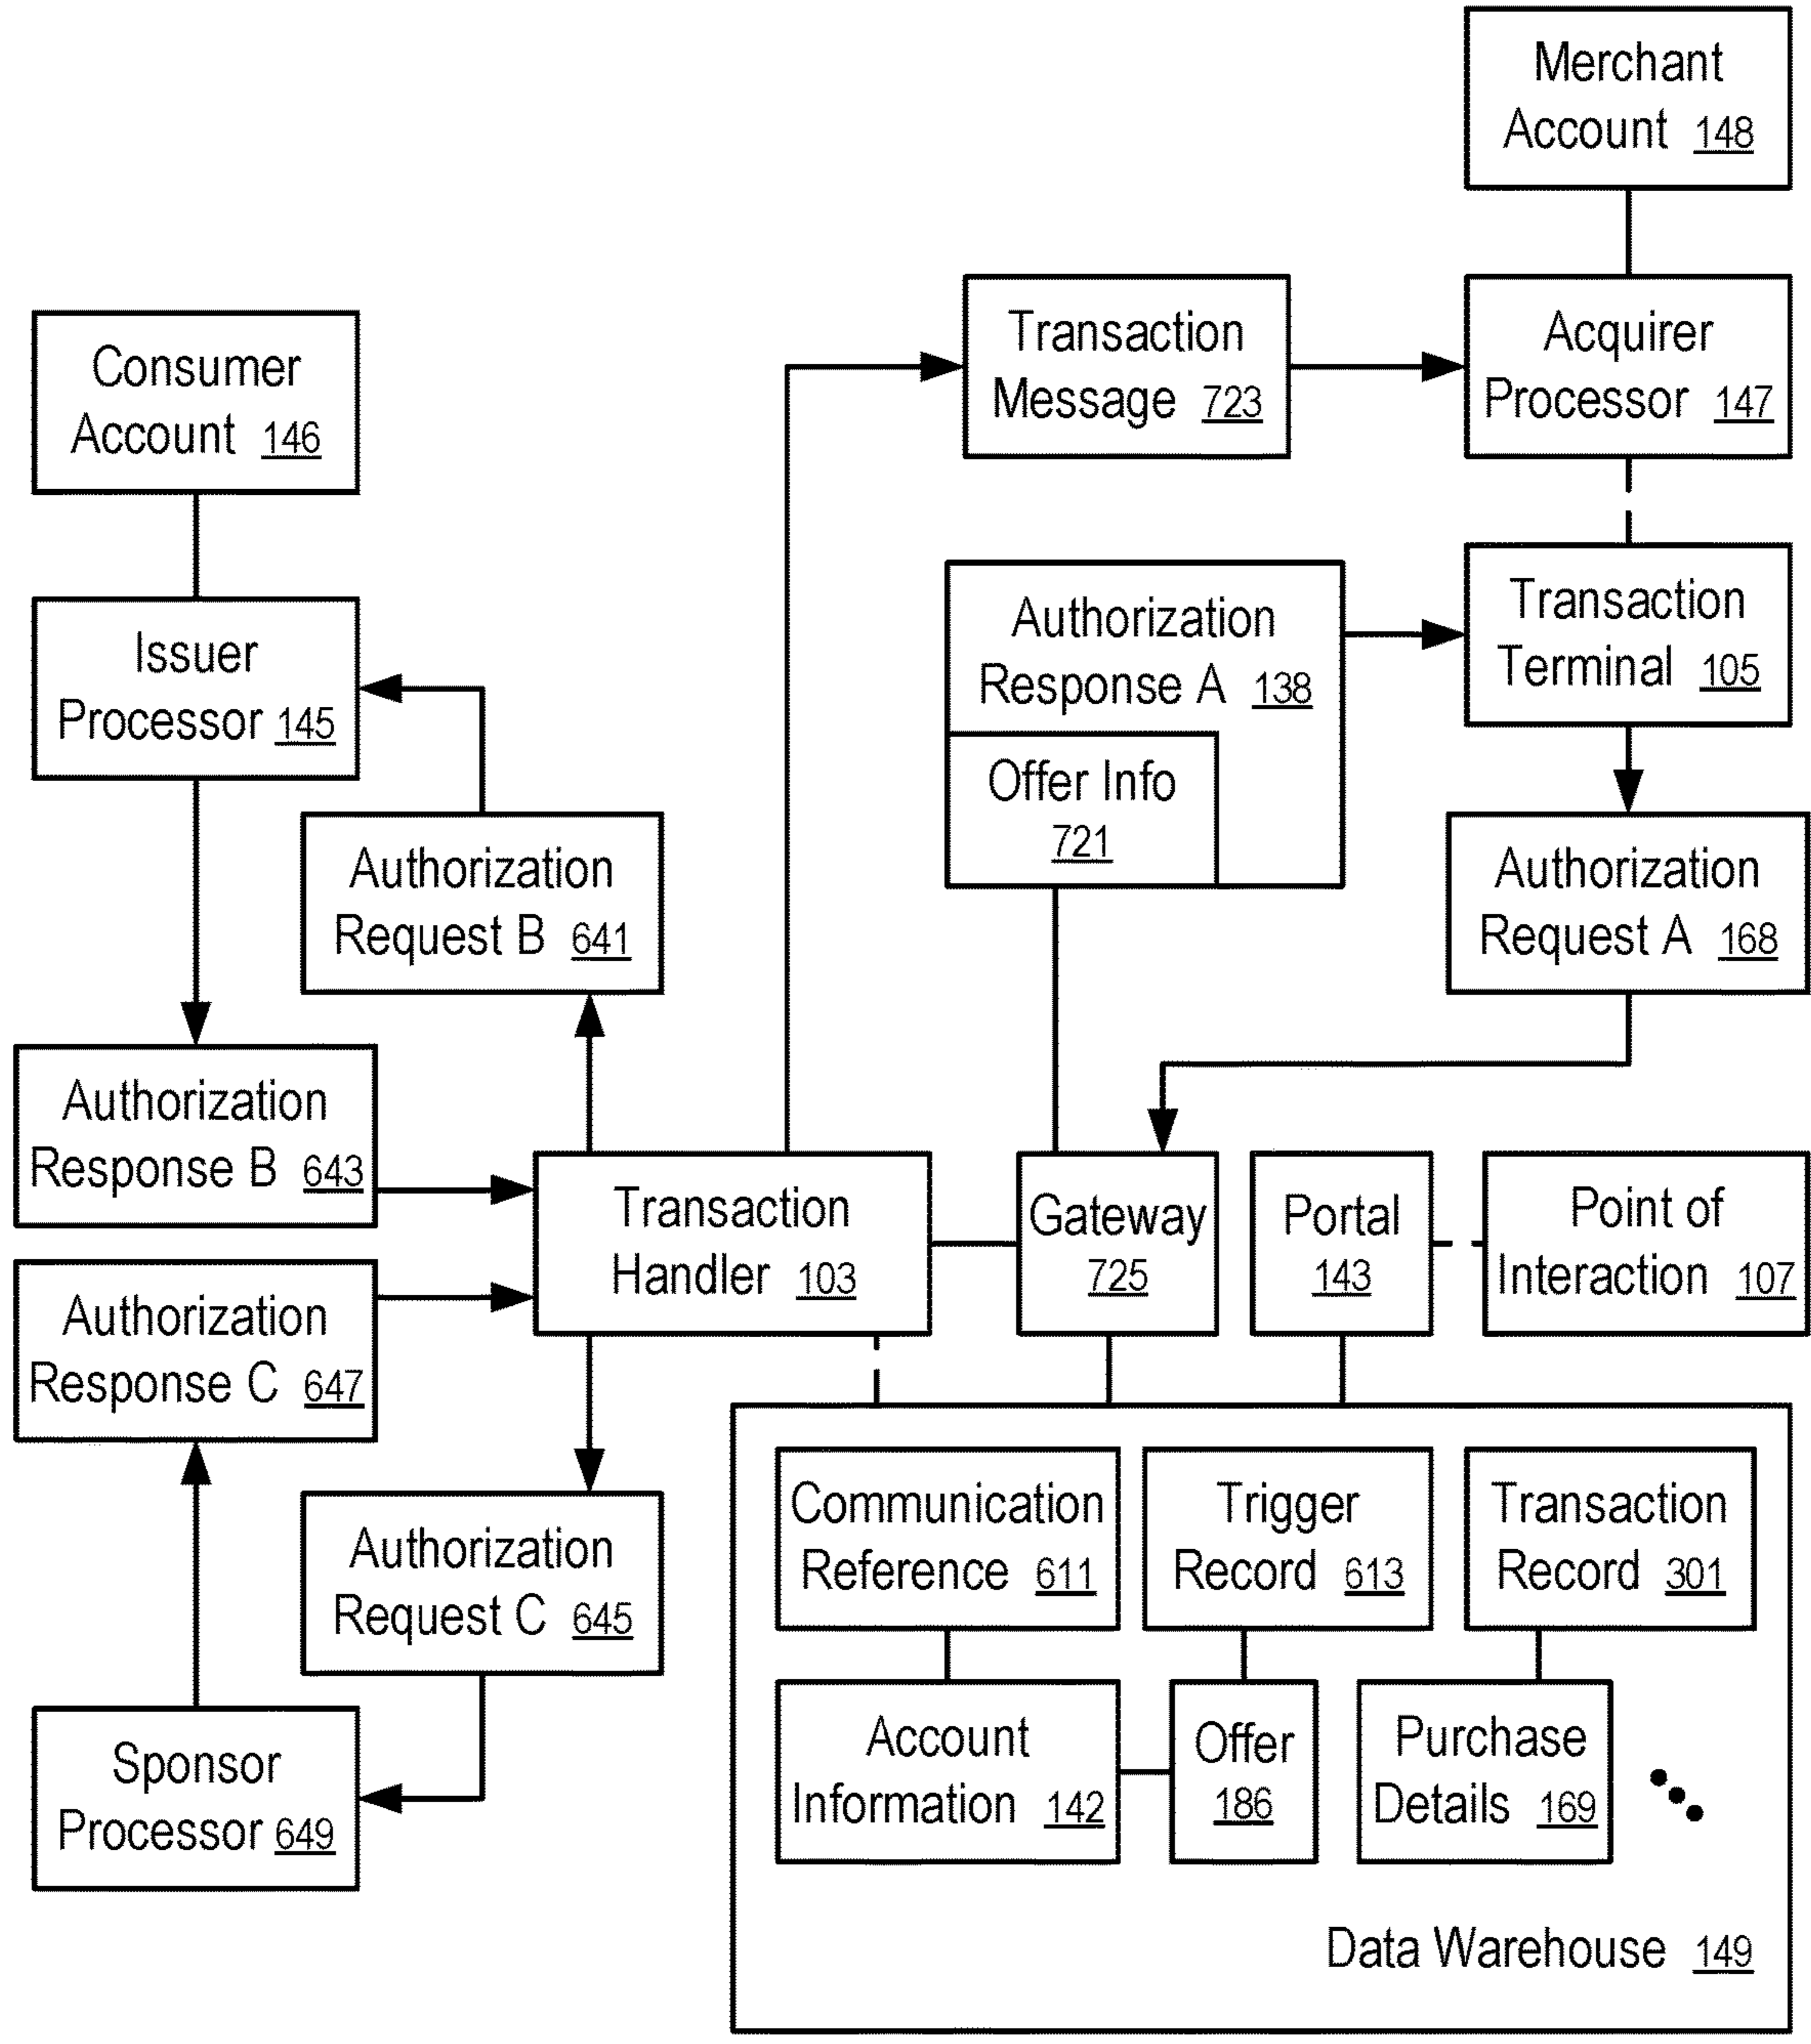 Merchant
Account 148
Transaction
Message 723
Acquirer
Processor 147
Consumer
Account 146
Authorization
Response A 138
Offer Info
721
Transaction
Terminal 105
Issuer
Processor 145
Authorization
Request B 641
Authorization
Request A 168
Authorization
Response B 643
Transaction
Handler 103
Gateway
725
Portal
143
Point of
Interaction 107
Authorization
Response C 647
Authorization
Request C 645
Sponsor
Processor 649
Communication
Reference 611
Trigger
Record 613
Transaction
Record 301
Account
Information 142
Offer
186
Purchase
Details 169
Data Warehouse 149